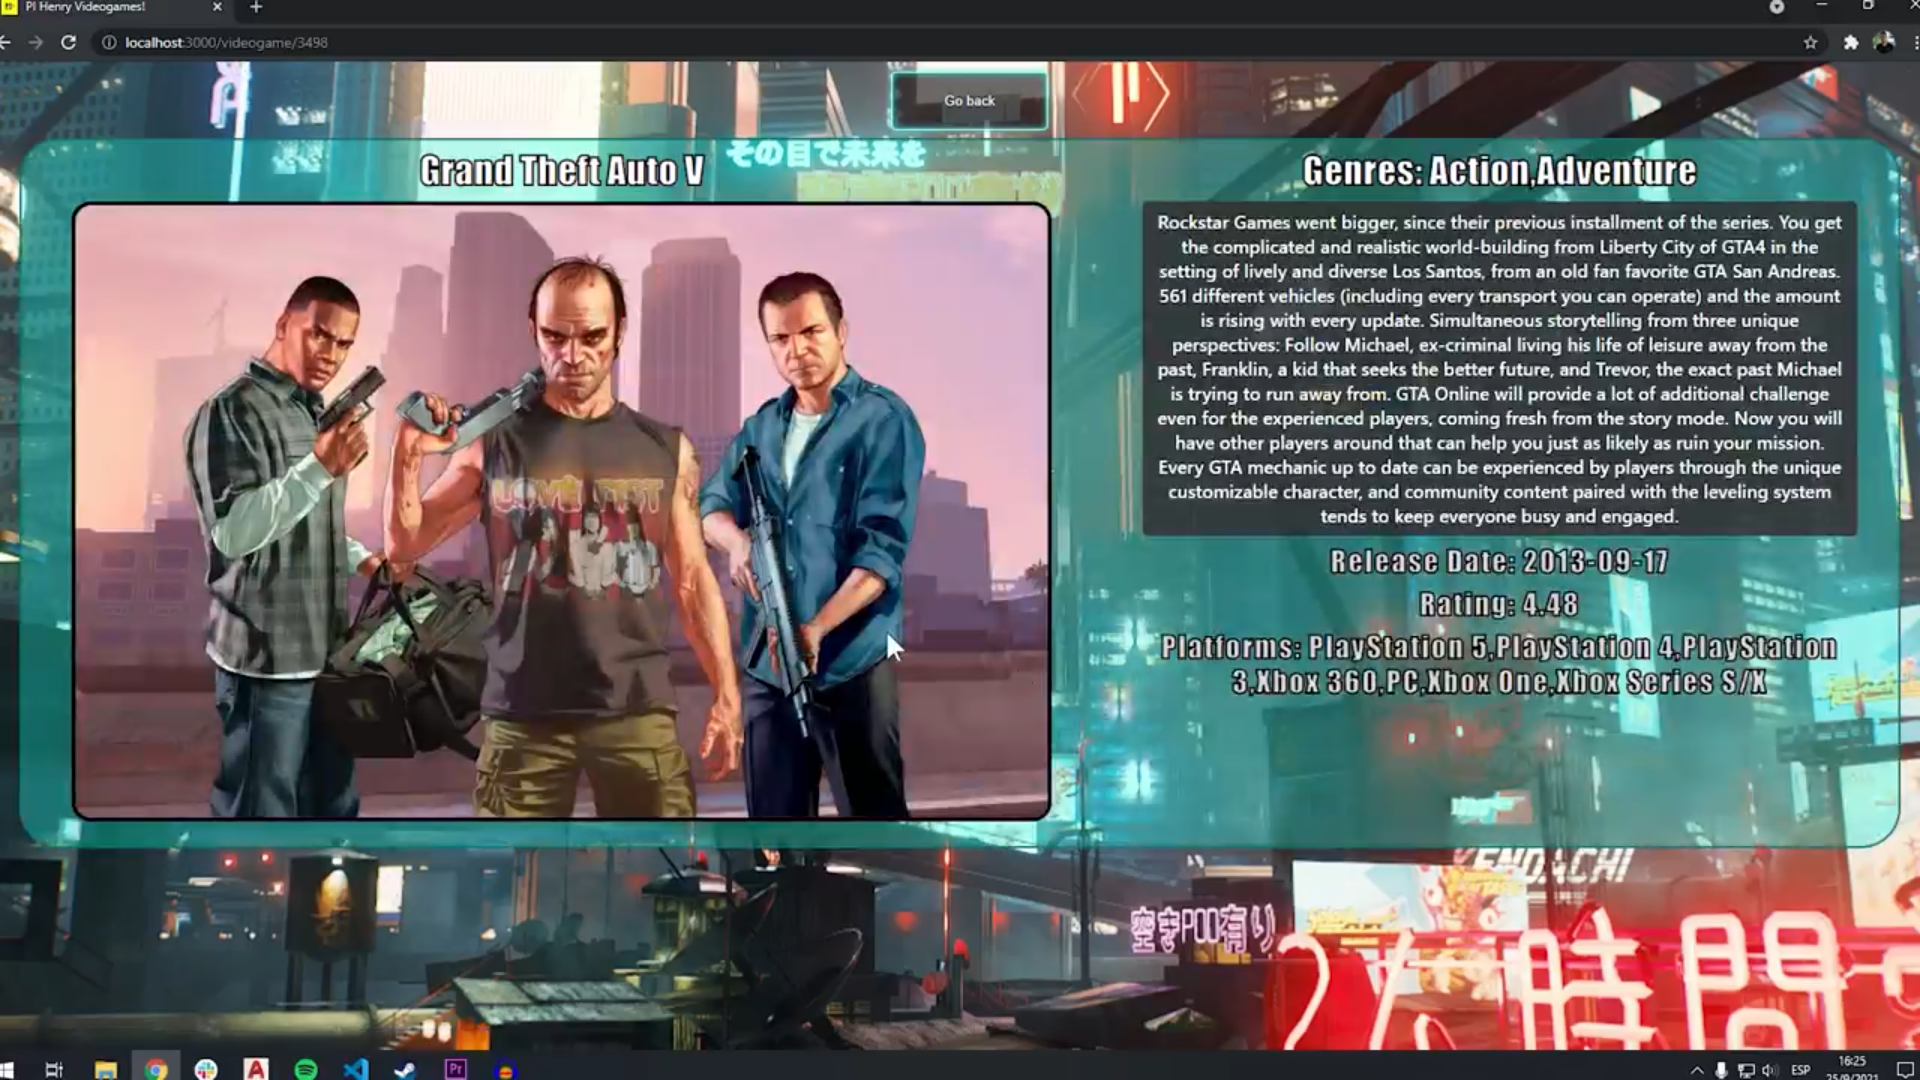 PI Henry Videogames!
localhost:3000/videogame/3498
Go back
その目で未来を
Grand Theft Auto V
Genres: Action,Adventure
Rockstar Games went bigger, since their previous installment of the series. You get
the complicated and realistic world-building from Liberty City of GTA4 in the
setting of lively and diverse Los Santos, from an old fan favorite GTA San Andreas.
561 different vehicles (including every transport you can operate) and the amount
is rising with every update. Simultaneous storytelling from three unique
perspectives: Follow Michael, ex-criminal living his life of leisure away from the
past, Franklin, a kid that seeks the better future, and Trevor, the exact past Michael
is trying to run away from. GTA Online will provide a lot of additional challenge
even for the experienced players, coming fresh from the story mode. Now you will
have other players around that can help you just as likely as ruin your mission.
Every GTA mechanic up to date can be experienced by players through the unique
customizable character, and community content paired with the leveling system
tends to keep everyone busy and engaged.
LOVE FIST
Release Date: 2013-09-17
Rating: 4.48
Platforms: PlayStation 5,PlayStation 4,PlayStation
3,Xbox 360,PC,Xbox One,Xbox Series S/X
KENDACHI
時間
ESP
16:25
25/9/2021